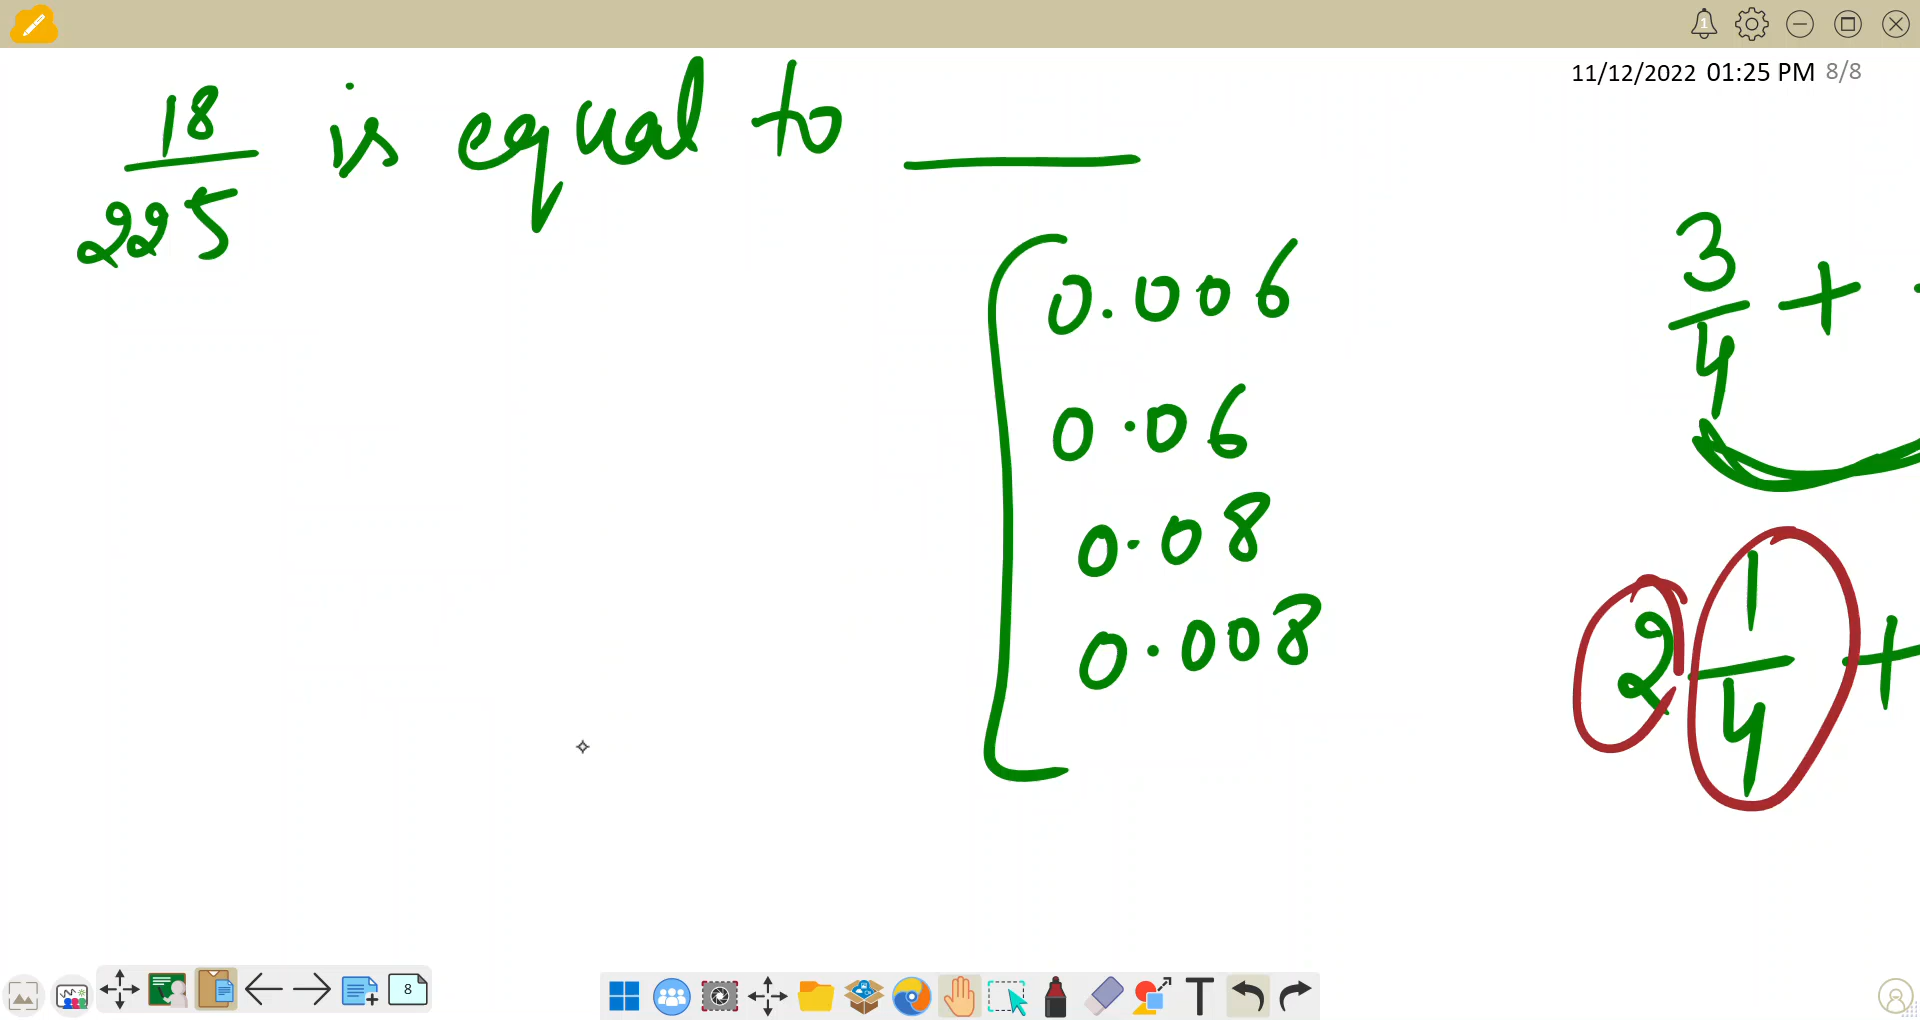 11/12/2022 01:25 PM 8/8
18/225 is equal to ____
0.006
0.06
0.08
0.008
3/4 +
2 1/4 +
8
1